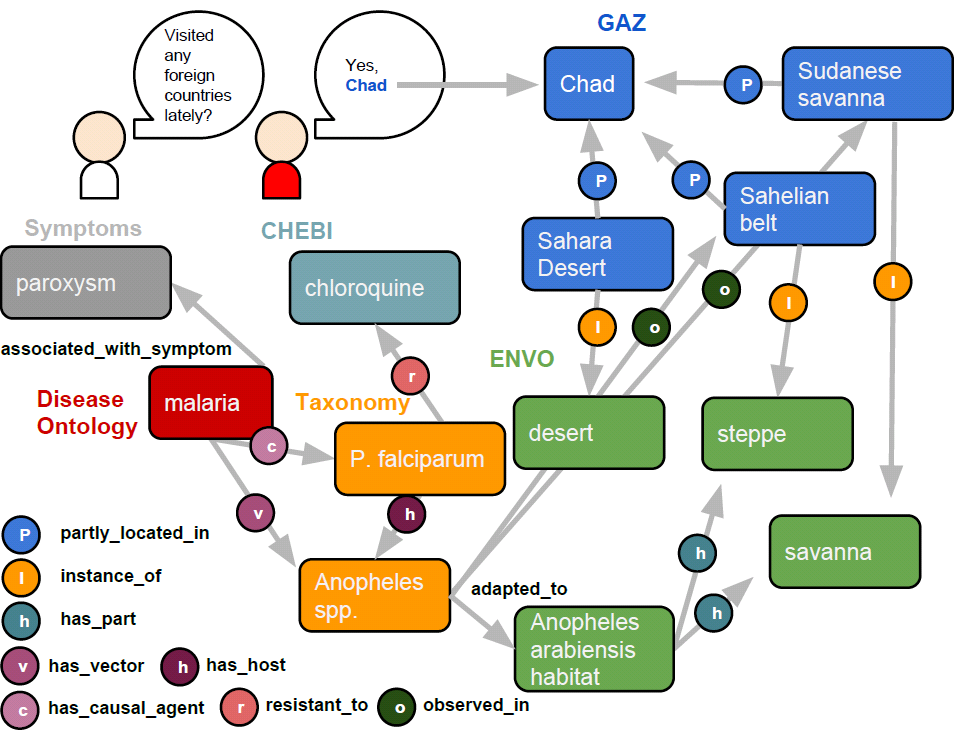 Visited
any
foreign
countries
lately?
Yes,
Chad
GAZ
Chad
P
Sudanese
savanna
P
P
Sahelian
belt
Symptoms
CHEBI
Sahara
Desert
paroxysm
chloroquine
I
o
o
I
I
associated_with_symptom
ENVO
r
Disease
Ontology
malaria
Taxonomy
desert
steppe
c
P. falciparum
v
h
P
partly_located_in
h
savanna
I
instance_of
Anopheles
spp.
adapted_to
h
h
has_part
Anopheles
arabiensis
habitat
v
has_vector
h
has_host
c
has_causal_agent
r
resistant_to
o
observed_in